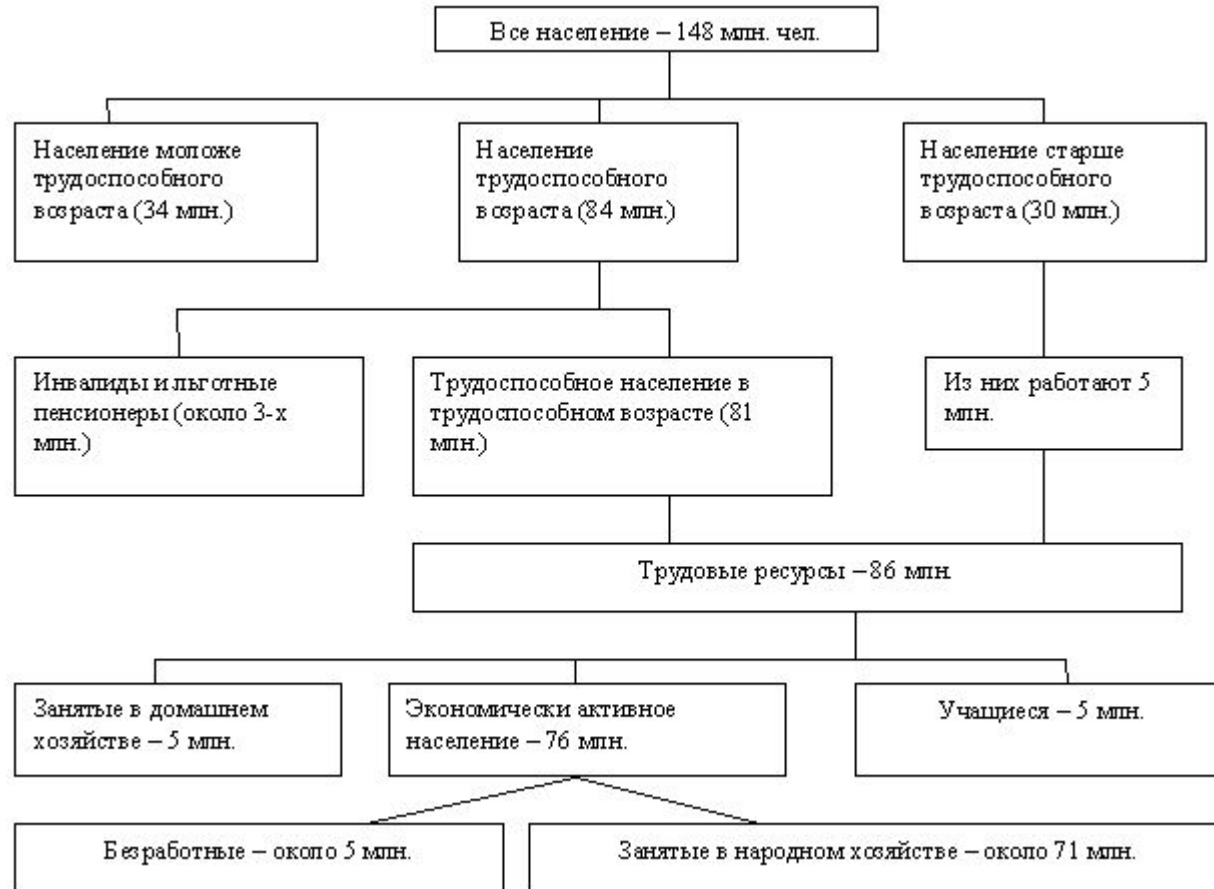 Все население – 148 млн. чел.
Население моложе
трудоспособного
возраста (34 млн.)
Население
трудоспособного
возраста (84 млн.)
Население старше
трудоспособного
возраста (30 млн.)
Инвалиды и льготные
пенсионеры (около 3-х
млн.)
Трудоспособное население в
трудоспособном возрасте (81
млн.)
Из них работают 5
млн.
Трудовые ресурсы – 86 млн.
Занятые в домашнем
хозяйстве – 5 млн.
Экономически активное
население – 76 млн.
Учащиеся – 5 млн.
Безработные – около 5 млн.
Занятые в народном хозяйстве – около 71 млн.